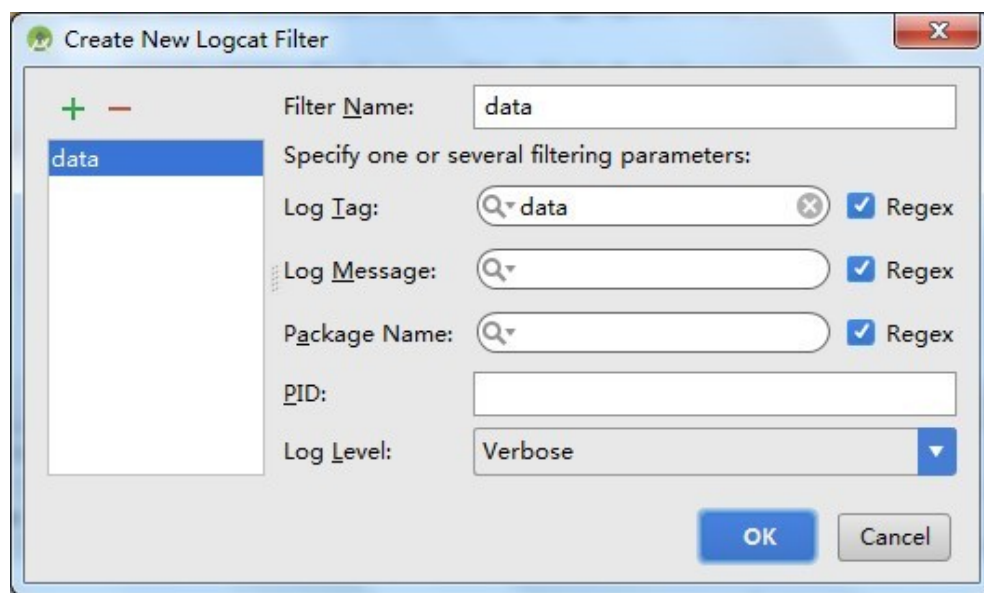 Create New Logcat Filter
data
Filter Name: data
Specify one or several filtering parameters:
Log Tag: data Regex
Log Message: Regex
Package Name: Regex
PID:
Log Level: Verbose
OK Cancel